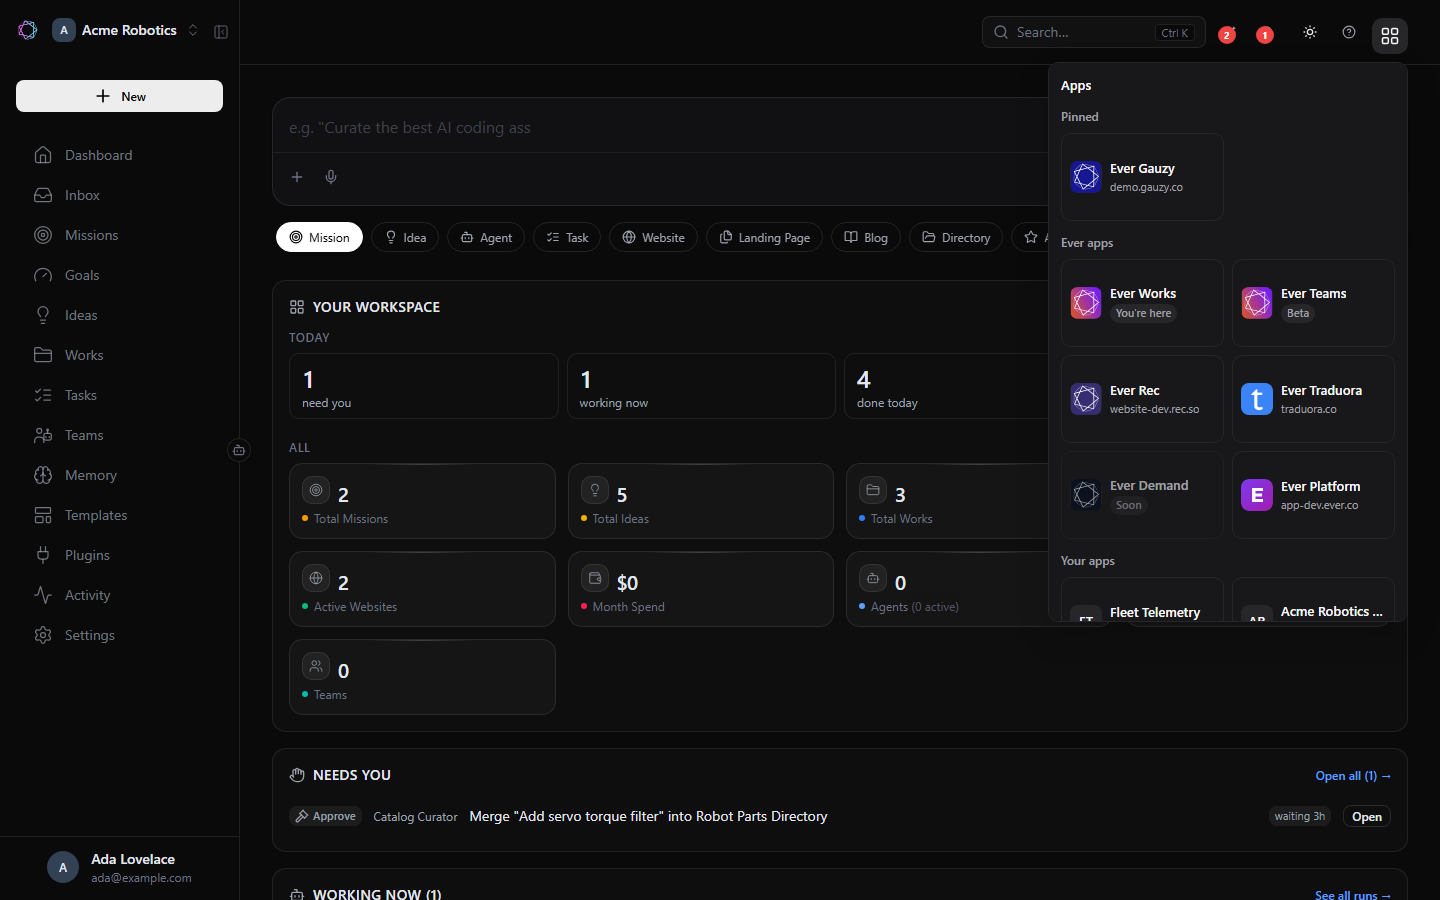 A
Acme Robotics
Search...
Ctrl K
2
1
New
Dashboard
Inbox
Missions
Goals
Ideas
Works
Tasks
Teams
Memory
Templates
Plugins
Activity
Settings
A
Ada Lovelace
ada@example.com
e.g. "Curate the best AI coding ass
Mission
Idea
Agent
Task
Website
Landing Page
Blog
Directory
YOUR WORKSPACE
TODAY
1
need you
1
working now
4
done today
ALL
2
Total Missions
5
Total Ideas
3
Total Works
2
Active Websites
$0
Month Spend
0
Agents (0 active)
0
Teams
NEEDS YOU
Open all (1) →
Approve
Catalog Curator
Merge "Add servo torque filter" into Robot Parts Directory
waiting 3h
Open
WORKING NOW (1)
See all runs →
Apps
Pinned
Ever Gauzy
demo.gauzy.co
Ever apps
Ever Works
You're here
Ever Teams
Beta
Ever Rec
website-dev.rec.so
t
Ever Traduora
traduora.co
Ever Demand
Soon
E
Ever Platform
app-dev.ever.co
Your apps
FT
Fleet Telemetry
AR
Acme Robotics ...